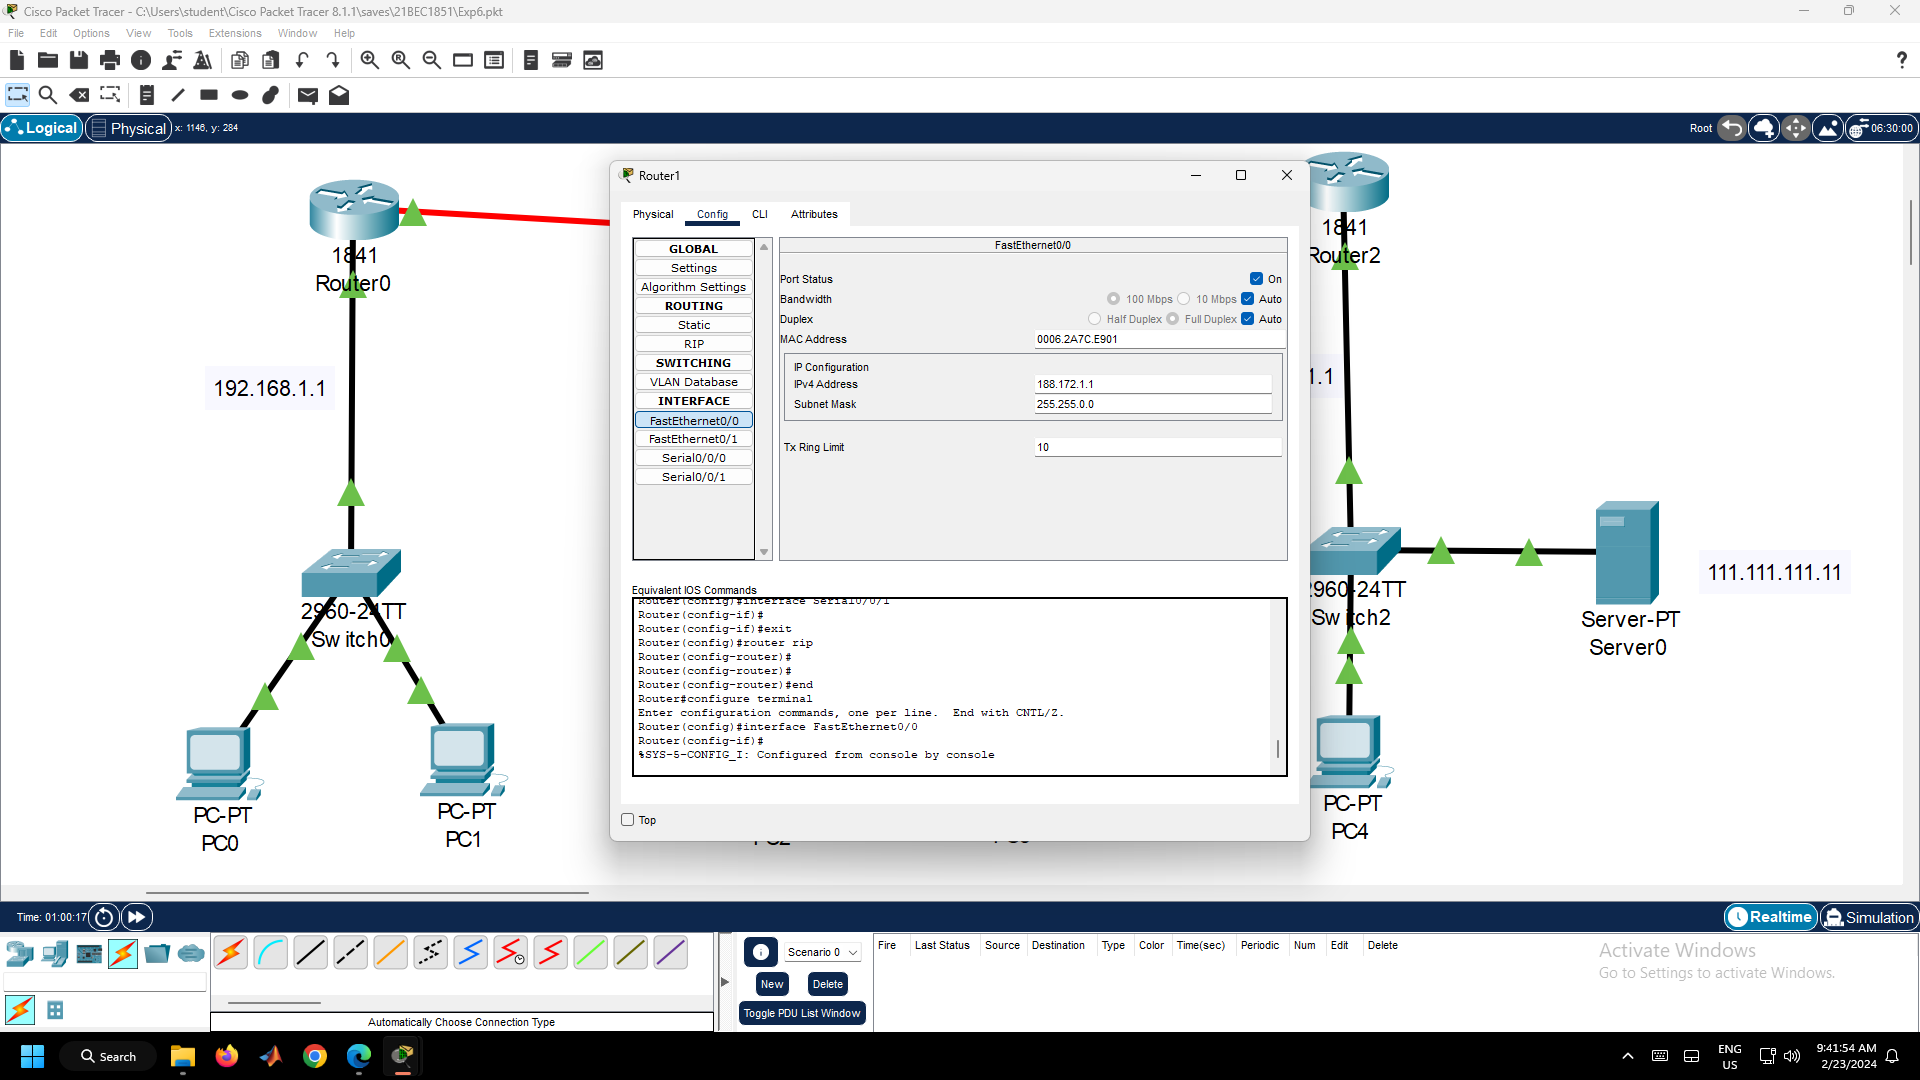 Cisco Packet Tracer - C:\Users\student\Cisco Packet Tracer 8.1.1\saves\21BEC1851\Exp6.pkt
File Edit Options View Tools Extensions Window Help
Logical Physical x: 1146, y: 284
Root 06:30:00
1841
Router0
192.168.1.1
2960-24TT
Switch0
PC-PT
PC0
PC-PT
PC1
Router1
Physical Config CLI Attributes
GLOBAL
Settings
Algorithm Settings
ROUTING
Static
RIP
SWITCHING
VLAN Database
INTERFACE
FastEthernet0/0
FastEthernet0/1
Serial0/0/0
Serial0/0/1
FastEthernet0/0
Port Status On
Bandwidth 100 Mbps 10 Mbps Auto
Duplex Half Duplex Full Duplex Auto
MAC Address 0006.2A7C.E901
IP Configuration
IPv4 Address 188.172.1.1
Subnet Mask 255.255.0.0
Tx Ring Limit 10
Equivalent IOS Commands
Router(config)#interface Serial0/0/1
Router(config-if)#
Router(config-if)#exit
Router(config)#router rip
Router(config-router)#
Router(config-router)#
Router(config-router)#end
Router#configure terminal
Enter configuration commands, one per line. End with CNTL/Z.
Router(config)#interface FastEthernet0/0
Router(config-if)#
%SYS-5-CONFIG_I: Configured from console by console
Top
1841
Router2
1.1
2960-24TT
Switch2
Server-PT
Server0
111.111.111.11
PC-PT
PC4
Time: 01:00:17
Realtime Simulation
Automatically Choose Connection Type
Scenario 0
New Delete
Toggle PDU List Window
Fire Last Status Source Destination Type Color Time(sec) Periodic Num Edit Delete
Activate Windows
Go to Settings to activate Windows.
Search
ENG
US
9:41:54 AM
2/23/2024